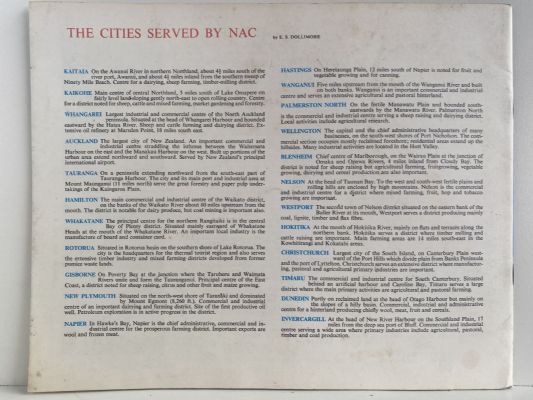 THE CITIES SERVED BY NAC
by E. S. DOLLIMORE
KAITAIA On the Awanui River in northern Northland, about 4½ miles south of the
river port, Awanui, and about 4½ miles inland from the southern sweep of
Ninety Mile Beach. Centre for a dairying, sheep farming, timber-milling district.
KAIKOHE Main centre of central Northland, 5 miles south of Lake Omapere on
fairly level land sloping gently north-east to open rolling country. Centre
for a district noted for sheep, cattle and mixed farming, market gardening and forestry.
WHANGAREI Largest industrial and commercial centre of the North Auckland
peninsula. Situated at the head of Whangarei Harbour and bounded
eastward by the Hatea River. Sheep and cattle farming and dairying district. Ex-
tensive oil refinery at Marsden Point, 18 miles south east.
AUCKLAND The largest city of New Zealand. An important commercial and
industrial centre straddling the isthmus between the Waitemata
Harbour on the east and the Manukau Harbour on the west. Built up portions of the
urban area extend northward and southward. Served by New Zealand's principal
international airport.
TAURANGA On a peninsula extending northward from the south-east part of
Tauranga Harbour. The city and its main port and industrial area at
Mount Maunganui (11 miles north) serve the great forestry and paper under-
takings of the Kaingaroa Plain.
HAMILTON The main commercial and industrial centre of the Waikato district,
on the banks of the Waikato River about 80 miles upstream from the
mouth. The district is notable for dairy produce, but coal mining is important also.
WHAKATANE The principal centre for the northern Rangitaiki is in the central
Bay of Plenty district. Situated mainly eastward of Whakatane
Heads at the mouth of the Whakatane River. An important local industry is the
manufacture of board and container card.
ROTORUA Situated in Rotorua basin on the southern shores of Lake Rotorua. The
city is the headquarters for the thermal tourist region and also serves
the extensive timber industry and mixed farming districts developed from former
pumice waste lands.
GISBORNE On Poverty Bay at the junction where the Taruheru and Waimata
Rivers unite and form the Turanganui. Principal centre of the East
Coast, a district noted for sheep raising, citrus and other fruit and maize growing.
NEW PLYMOUTH Situated on the north-west shore of Taranaki and dominated
by Mount Egmont (8,260 ft.). Commercial and industrial
centre of an important dairying and farming district. Site of the first productive oil
well. Petroleum exploration is in active progress in the district.
NAPIER In Hawke's Bay, Napier is the chief administrative, commercial and in-
dustrial centre for the prosperous farming district. Important exports are
wool and frozen meat.
HASTINGS On Heretaunga Plain, 12 miles south of Napier is noted for fruit and
vegetable growing and for canning.
WANGANUI Five miles upstream from the mouth of the Wanganui River and built
on both banks. Wanganui is an important commercial and industrial
centre and serves an extensive agricultural and pastoral hinterland.
PALMERSTON NORTH On the fertile Manawatu Plain and bounded south-
eastwards by the Manawatu River. Palmerston North
is the commercial and industrial centre serving a sheep raising and dairying district.
Local activities include agricultural research.
WELLINGTON The capital and the chief administrative headquarters of many
businesses, on the south-west shores of Port Nicholson. The com-
mercial section occupies mostly reclaimed foreshores; residential areas extend up the
hillsides. Many industrial activities are located in the Hutt Valley.
BLENHEIM Chief centre of Marlborough, on the Wairau Plain at the junction of
Omaka and Opawa Rivers, 4 miles inland from Cloudy Bay. The
district is noted for sheep raising but agricultural farming, fruitgrowing, vegetable
growing, dairying and cereal production are also important.
NELSON At the head of Tasman Bay. To the west and south-west fertile plains and
rolling hills are enclosed by high mountains. Nelson is the commercial
and industrial centre for a district where mixed farming, fruit, hop and tobacco
growing are important.
WESTPORT The second town of Nelson district situated on the eastern bank of the
Buller River at its mouth, Westport serves a district producing mainly
coal, lignite, timber and flax fibre.
HOKITIKA At the mouth of Hokitika River, mainly on flats and terrain along the
northern bank, Hokitika serves a district where timber milling and
cattle raising are important. Main farming areas are 14 miles south-east in the
Kowhitirangi and Kokatahi areas.
CHRISTCHURCH Largest city of the South Island, on Canterbury Plain west-
ward of the Port Hills which divide plain from Banks Peninsula
and the port of Lyttelton. Christchurch serves an extensive district where manufactur-
ing, pastoral and agricultural primary industries are important.
TIMARU The commercial and industrial centre for South Canterbury. Situated
behind an artificial harbour and Caroline Bay, Timaru serves a large
district where the main primary activities are agricultural and pastoral farming.
DUNEDIN Partly on reclaimed land at the head of Otago Harbour but mainly on
the slopes of a hilly basin. Commercial, industrial and administrative
centre for a hinterland producing chiefly wool, meat, fruit and cereals.
INVERCARGILL At the head of New River Harbour on the Southland Plain, 17
miles from the deep sea port of Bluff. Commercial and industrial
centre serving a wide area where primary industries include agricultural, pastoral,
timber and coal production.